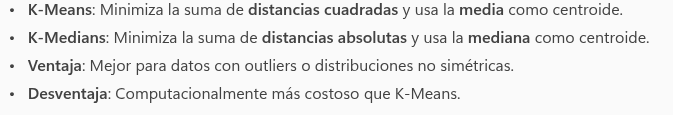 • K-Means: Minimiza la suma de distancias cuadradas y usa la media como centroide.
• K-Medians: Minimiza la suma de distancias absolutas y usa la mediana como centroide.
• Ventaja: Mejor para datos con outliers o distribuciones no simétricas.
• Desventaja: Computacionalmente más costoso que K-Means.